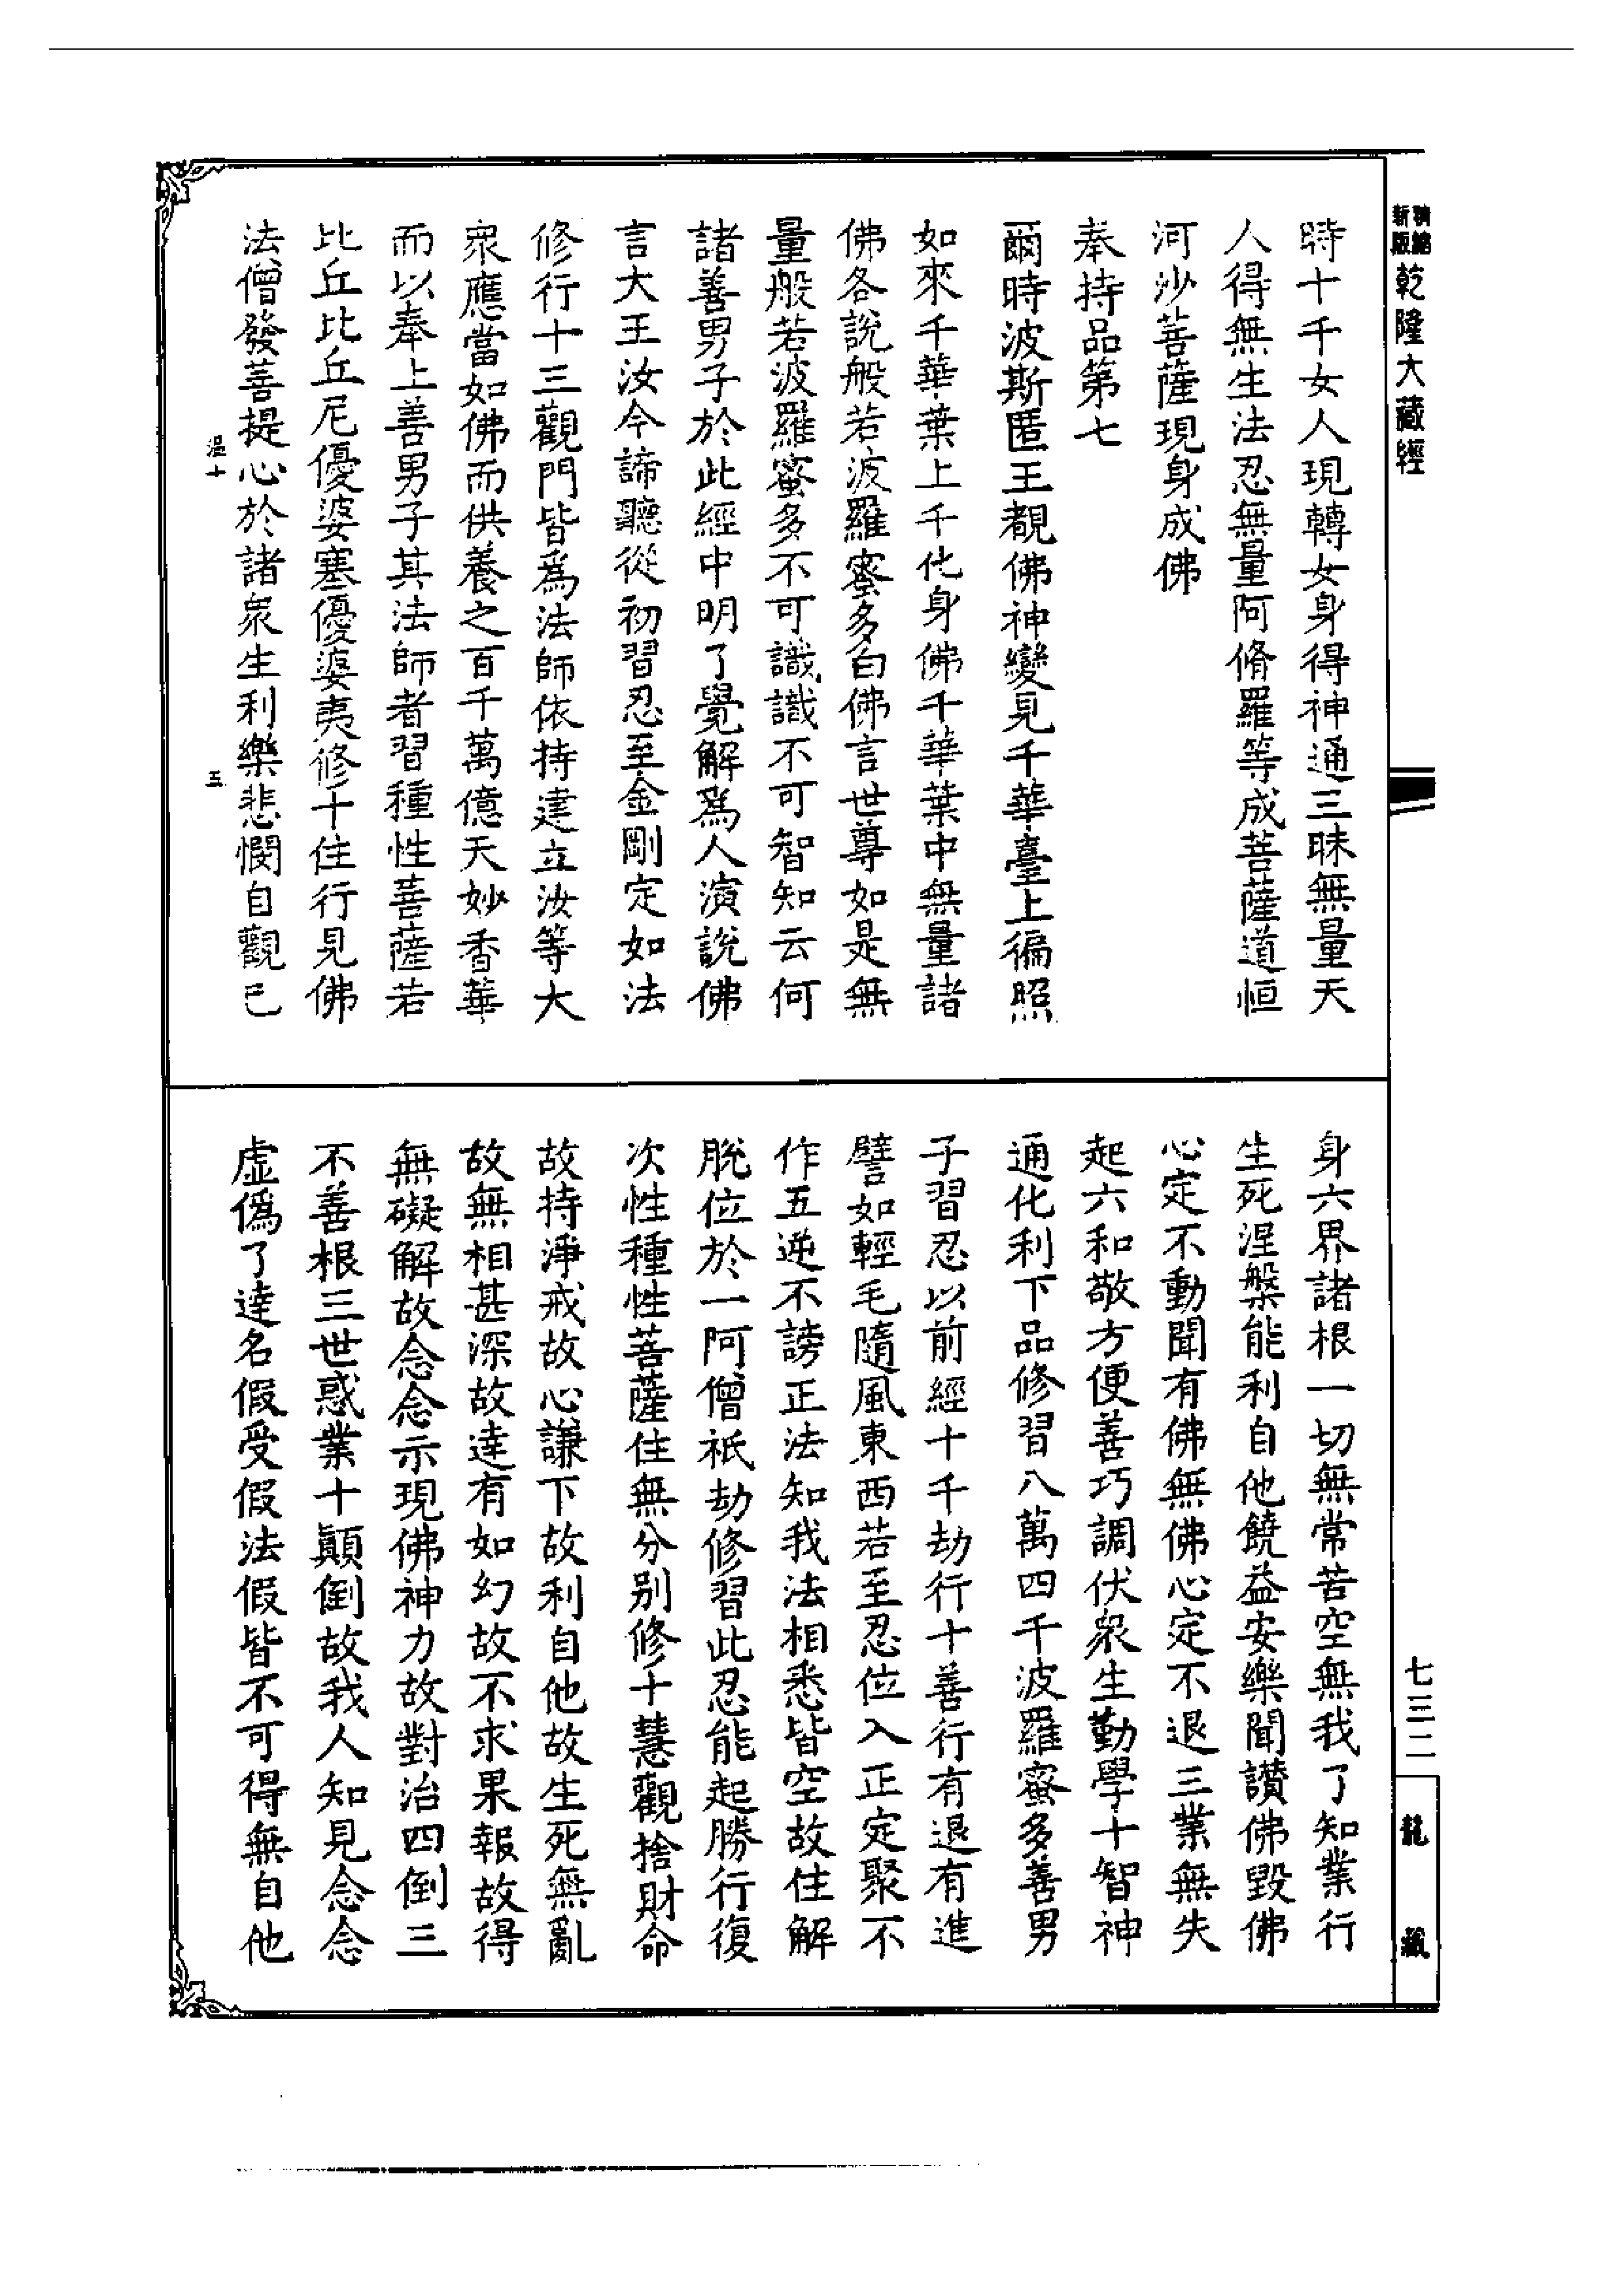 新版
精縮
乾隆大藏經
時十千女人現轉女身得神通三昧無量天
人得無生法忍無量阿脩羅等成菩薩道恒
河沙菩薩現身成佛
奉持品第七
爾時波斯匿王覩佛神變見千華臺上徧照
如來千華葉上千化身佛千華葉中無量諸
佛各說般若波羅蜜多白佛言世尊如是無
量般若波羅蜜多不可識識不可智知云何
諸善男子於此經中明了覺解爲人演說佛
言大王汝今諦聽從初習忍至金剛定如法
修行十三觀門皆爲法師依持建立汝等大
衆應當如佛而供養之百千萬億天妙香華
而以奉上善男子其法師者習種性菩薩若
比丘比丘尼優婆塞優婆夷修十住行見佛
法僧發菩提心於諸衆生利樂悲愍自觀已
溫十
五
身六界諸根一切無常苦空無我了知業行
生死涅槃能利自他饒益安樂聞讚佛毀佛
心定不動聞有佛無佛心定不退三業無失
起六和敬方便善巧調伏衆生勤學十智神
通化利下品修習八萬四千波羅蜜多善男
子習忍以前經十千劫行十善行有退有進
譬如輕毛隨風東西若至忍位入正定聚不
作五逆不謗正法知我法相悉皆空故住解
脫位於一阿僧祇劫修習此忍能起勝行復
次性種性菩薩住無分別修十慧觀捨財命
故持淨戒故心謙下故利自他故生死無亂
故無相甚深故達有如幻故不求果報故得
無礙解故念念示現佛神力故對治四倒三
不善根三世惑業十顛倒故我人知見念念
虛僞了達名假受假法假皆不可得無自他
七三二
龍藏